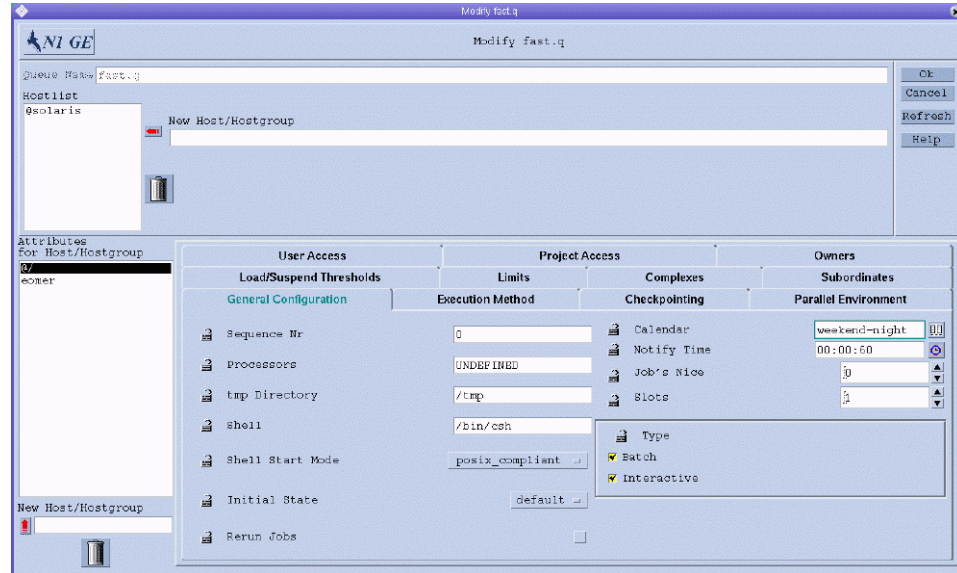 Modify fast.q
N1 GE
Modify fast.q
Queue Name fast.q
Hostlist
@solaris
New Host/Hostgroup
Ok
Cancel
Refresh
Help
Attributes
for Host/Hostgroup
@/
eomer
New Host/Hostgroup
User Access Project Access Owners
Load/Suspend Thresholds Limits Complexes Subordinates
General Configuration Execution Method Checkpointing Parallel Environment
Sequence Nr 0
Processors UNDEFINED
tmp Directory /tmp
Shell /bin/csh
Shell Start Mode posix_compliant
Initial State default
Rerun Jobs
Calendar weekend-night
Notify Time 00:00:60
Job's Nice 0
Slots 1
Type
Batch
Interactive